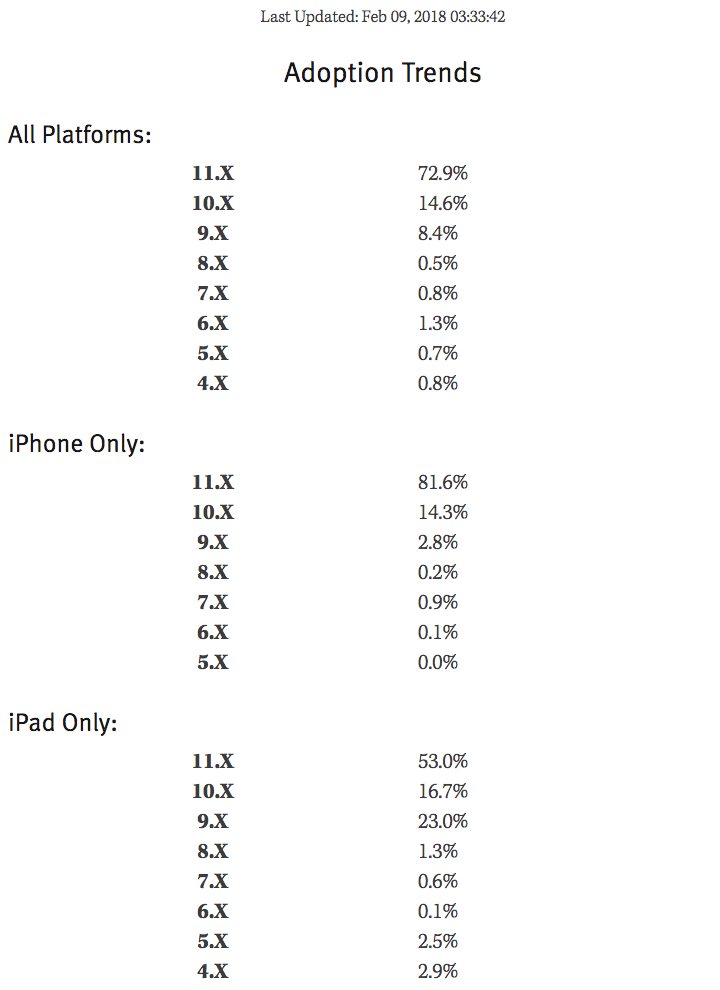 Last Updated: Feb 09, 2018 03:33:42
Adoption Trends
All Platforms:
11.X 72.9%
10.X 14.6%
9.X 8.4%
8.X 0.5%
7.X 0.8%
6.X 1.3%
5.X 0.7%
4.X 0.8%
iPhone Only:
11.X 81.6%
10.X 14.3%
9.X 2.8%
8.X 0.2%
7.X 0.9%
6.X 0.1%
5.X 0.0%
iPad Only:
11.X 53.0%
10.X 16.7%
9.X 23.0%
8.X 1.3%
7.X 0.6%
6.X 0.1%
5.X 2.5%
4.X 2.9%